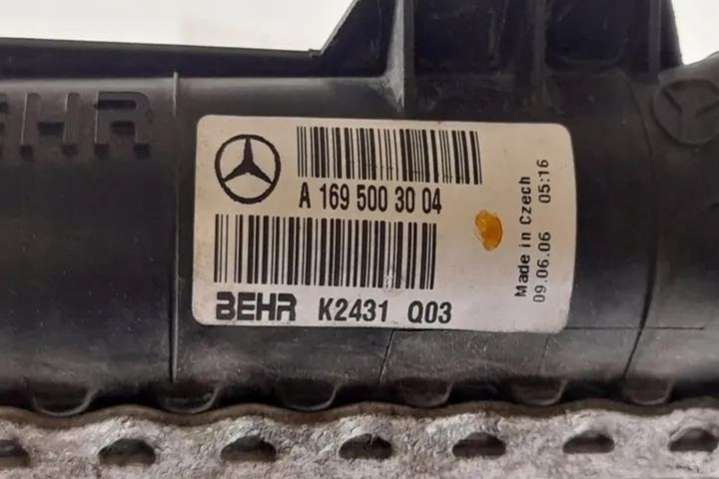 BEHR
A 169 500 30 04
BEHR K2431 Q03
Made in Czech
09.06.06 05:16